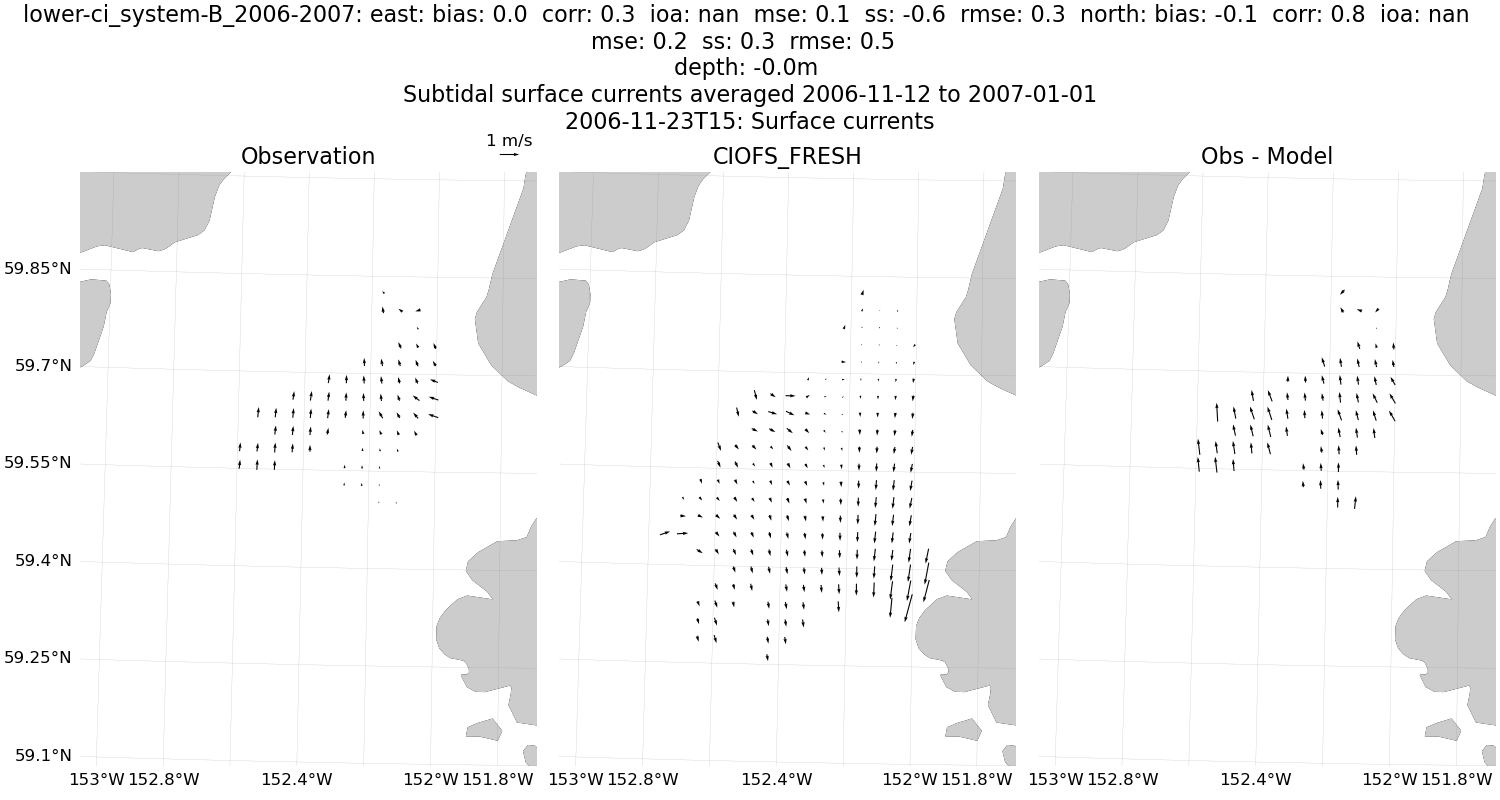 lower-ci_system-B_2006-2007: east: bias: 0.0  corr: 0.3  ioa: nan  mse: 0.1  ss: -0.6  rmse: 0.3  north: bias: -0.1  corr: 0.8  ioa: nan
mse: 0.2  ss: 0.3  rmse: 0.5
depth: -0.0m
Subtidal surface currents averaged 2006-11-12 to 2007-01-01
2006-11-23T15: Surface currents
1 m/s
Observation CIOFS_FRESH Obs - Model
59.85°N
59.7°N
59.55°N
59.4°N
59.25°N
59.1°N
153°W 152.8°W 152.4°W 152°W 151.8°W 153°W 152.8°W 152.4°W 152°W 151.8°W 153°W 152.8°W 152.4°W 152°W 151.8°W